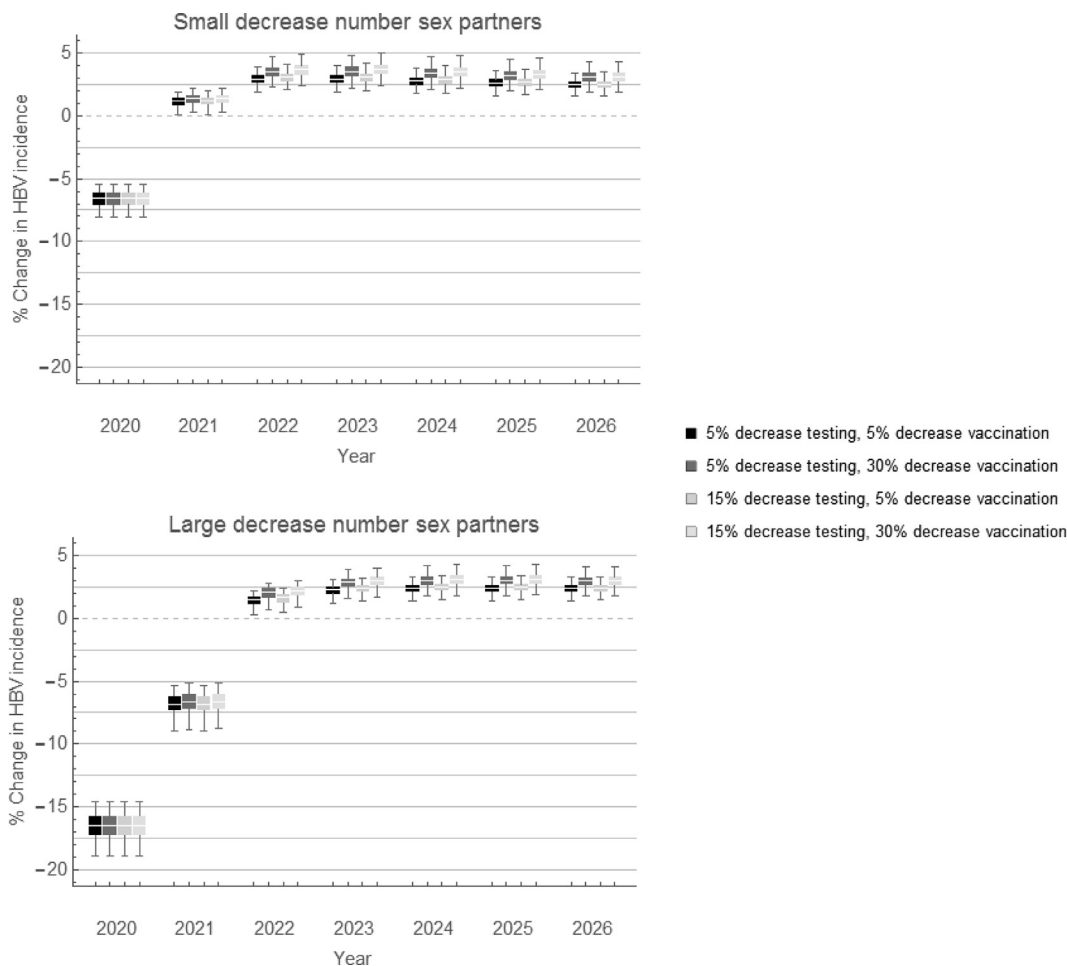 Small decrease number sex partners
5
0
−5
−10
−15
−20
% Change in HBV incidence
2020 2021 2022 2023 2024 2025 2026
Year
■ 5% decrease testing, 5% decrease vaccination
■ 5% decrease testing, 30% decrease vaccination
■ 15% decrease testing, 5% decrease vaccination
■ 15% decrease testing, 30% decrease vaccination
Large decrease number sex partners
5
0
−5
−10
−15
−20
% Change in HBV incidence
2020 2021 2022 2023 2024 2025 2026
Year